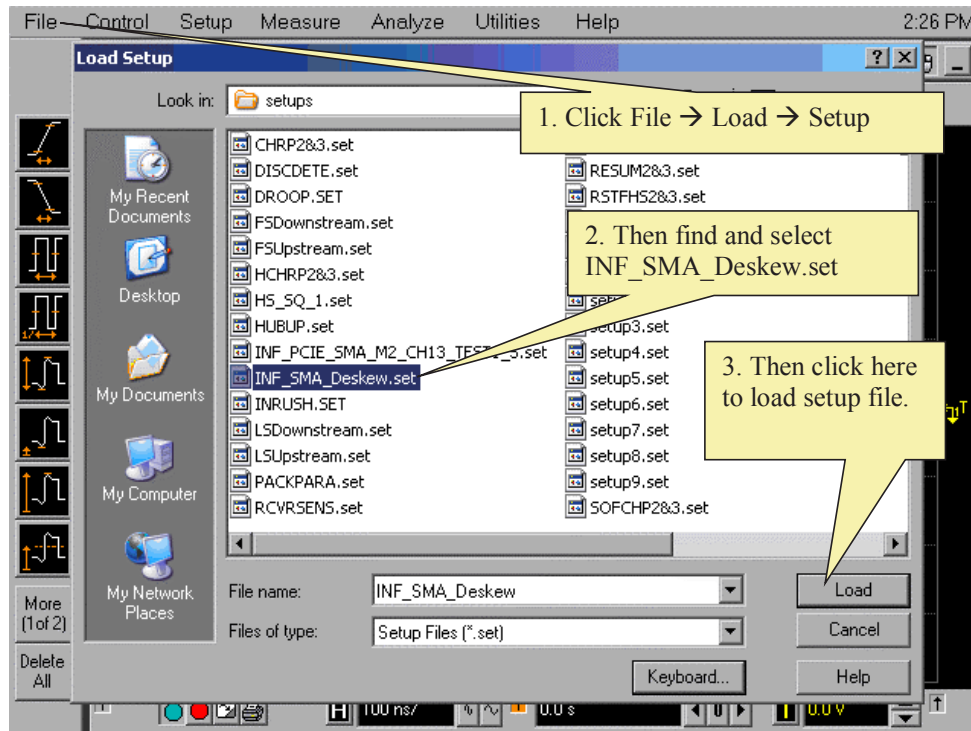 File Control Setup Measure Analyze Utilities Help 2:26 PM
Load Setup
Look in: setups
1. Click File → Load → Setup
My Recent Documents
Desktop
My Documents
My Computer
My Network Places
CHRP2&3.set
DISCDETE.set
DROOP.SET
FSDownstream.set
FSUpstream.set
HCHRP2&3.set
HS_SQ_1.set
HUBUP.set
INF_PCIE_SMA_M2_CH13_
INF_SMA_Deskew.set
INRUSH.SET
LSDownstream.set
LSUpstream.set
PACKPARA.set
RCVRSENS.set
RESUM2&3.set
RSTFHS2&3.set
2. Then find and select
INF_SMA_Deskew.set
setup3.set
setup4.set
setup5.set
setup6.set
setup7.set
setup8.set
setup9.set
SOFCHP2&3.set
3. Then click here
to load setup file.
File name: INF_SMA_Deskew Load
Files of type: Setup Files (*.set) Cancel
Keyboard... Help
More
(1of 2)
Delete
All
H 100 ns/ 0.0 s 0 T 0.0 V